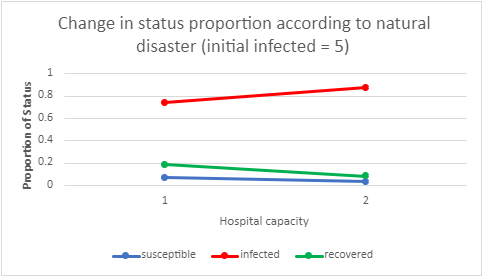 Change in status proportion according to natural
disaster (initial infected = 5)
Proportion of Status
1
0.8
0.6
0.4
0.2
0
1 2
Hospital capacity
susceptible infected recovered